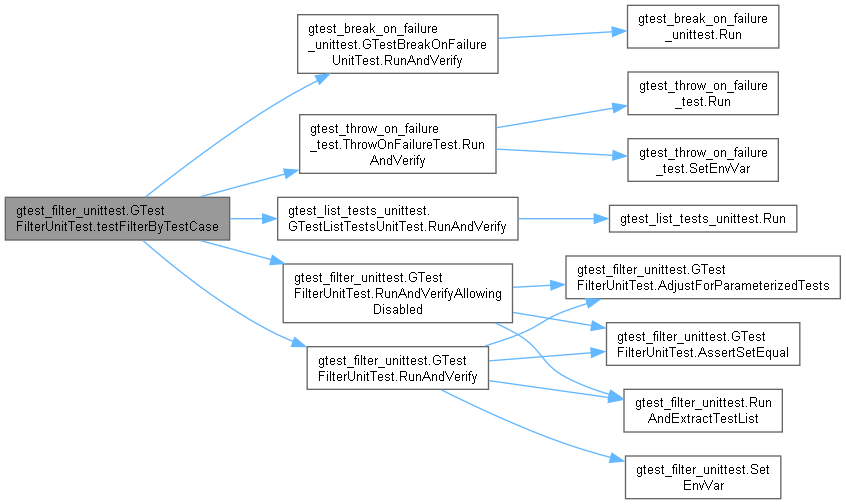 gtest_break_on_failure
_unittest.GTestBreakOnFailure
UnitTest.RunAndVerify
gtest_break_on_failure
_unittest.Run
gtest_throw_on_failure
_test.Run
gtest_throw_on_failure
_test.ThrowOnFailureTest.Run
AndVerify
gtest_throw_on_failure
_test.SetEnvVar
gtest_filter_unittest.GTest
FilterUnitTest.testFilterByTestCase
gtest_list_tests_unittest.
GTestListTestsUnitTest.RunAndVerify
gtest_list_tests_unittest.Run
gtest_filter_unittest.GTest
FilterUnitTest.RunAndVerifyAllowing
Disabled
gtest_filter_unittest.GTest
FilterUnitTest.AdjustForParameterizedTests
gtest_filter_unittest.GTest
FilterUnitTest.AssertSetEqual
gtest_filter_unittest.GTest
FilterUnitTest.RunAndVerify
gtest_filter_unittest.Run
AndExtractTestList
gtest_filter_unittest.Set
EnvVar